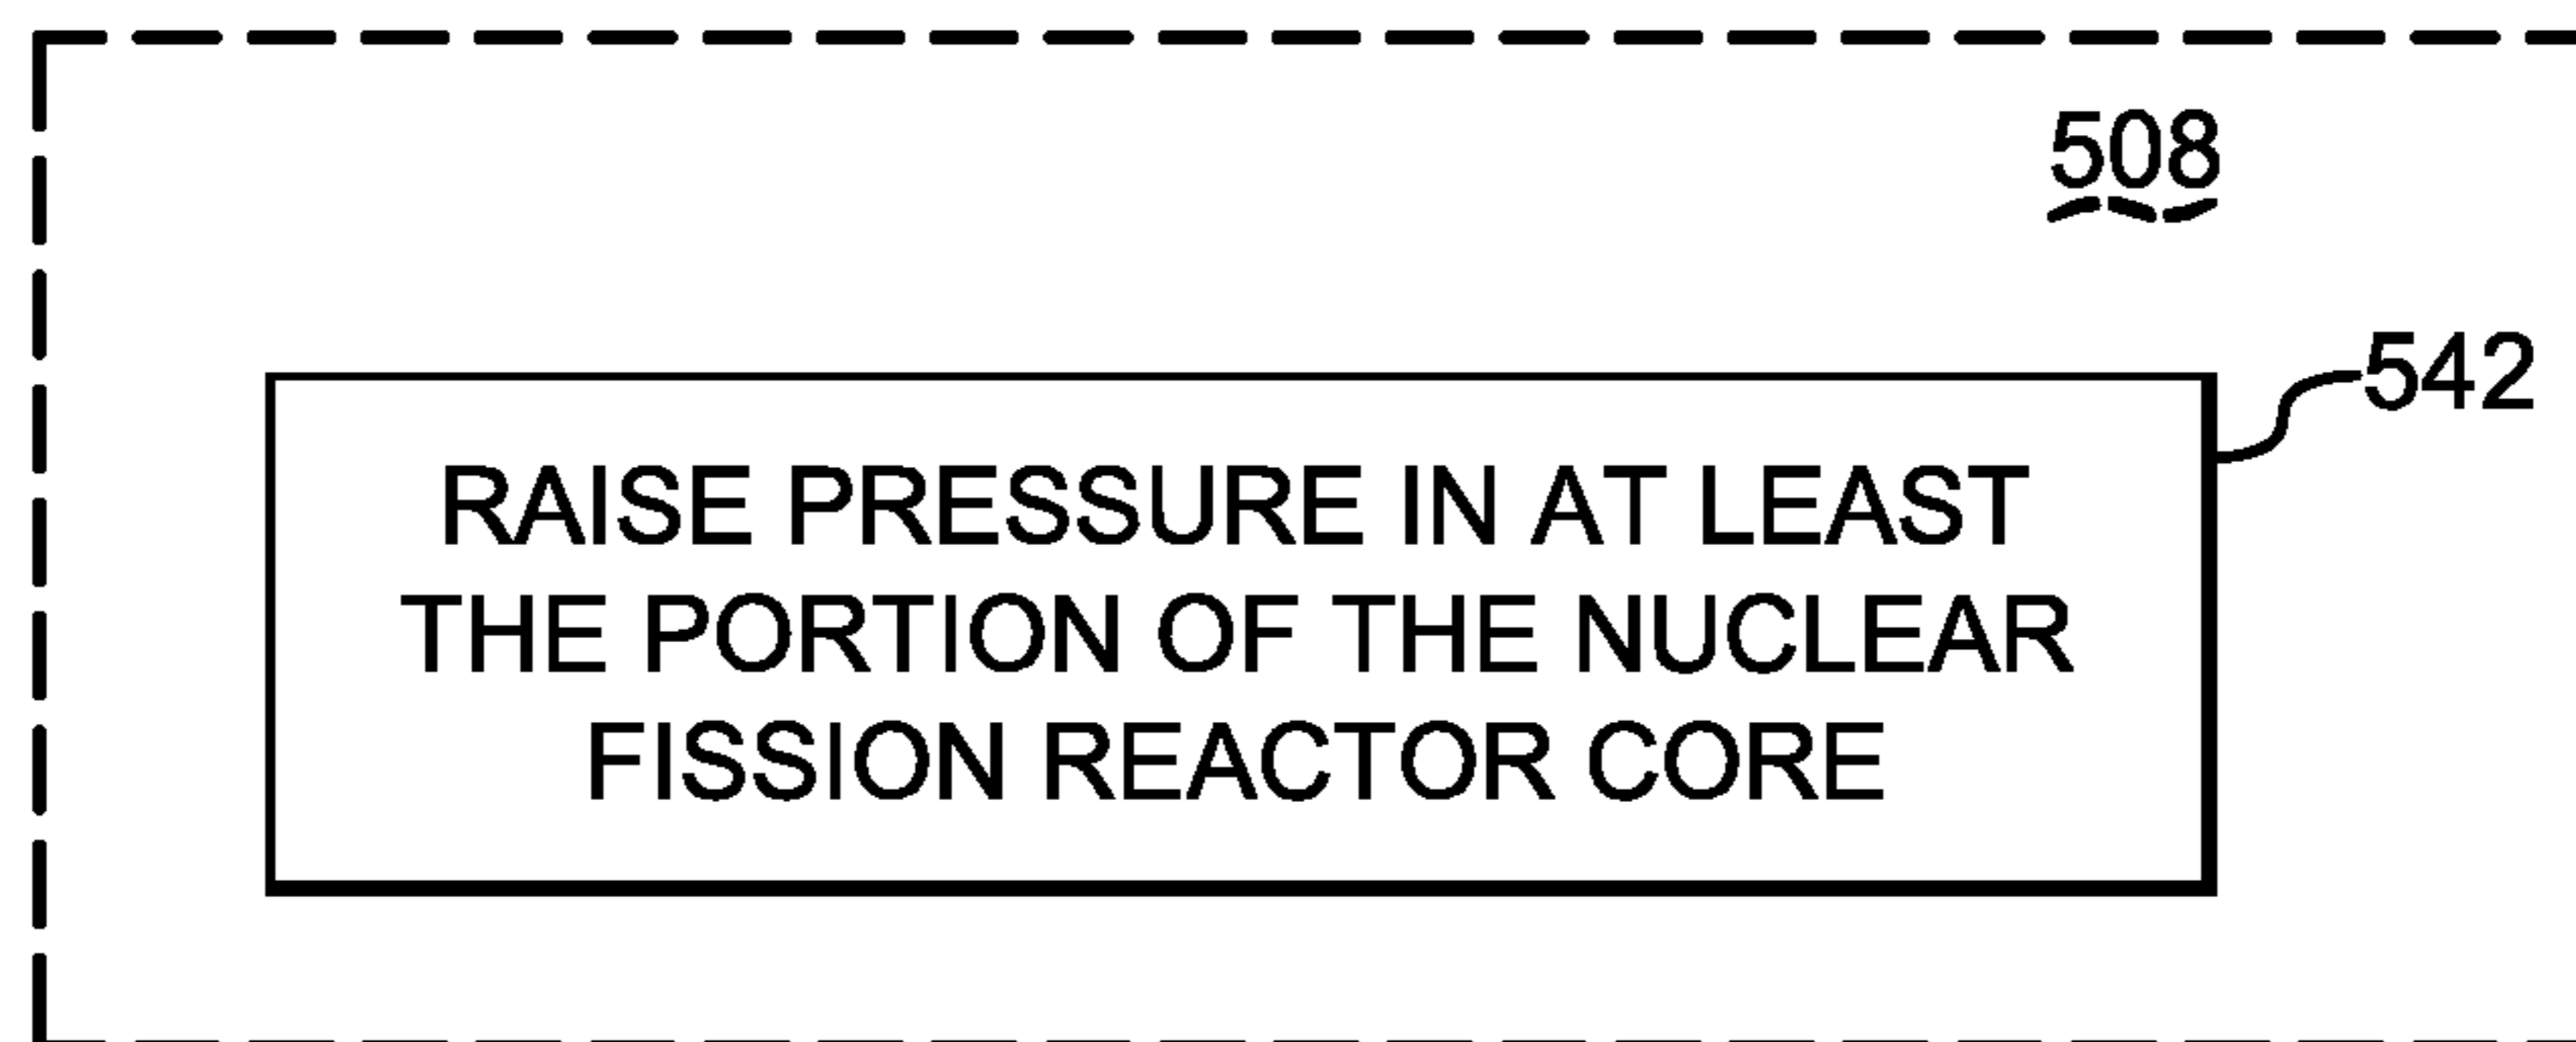 508
542
RAISE PRESSURE IN AT LEAST
THE PORTION OF THE NUCLEAR
FISSION REACTOR CORE